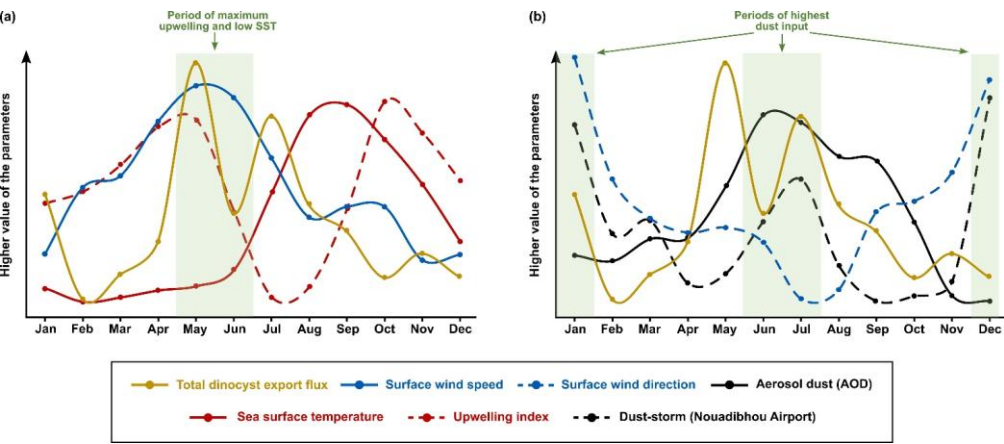 (a)
Period of maximum
upwelling and low SST
Higher value of the parameters
Jan Feb Mar Apr May Jun Jul Aug Sep Oct Nov Dec
(b)
Periods of highest
dust input
Higher value of the parameters
Jan Feb Mar Apr May Jun Jul Aug Sep Oct Nov Dec
Total dinocyst export flux Surface wind speed Surface wind direction Aerosol dust (AOD)
Sea surface temperature Upwelling index Dust-storm (Nouadibhou Airport)